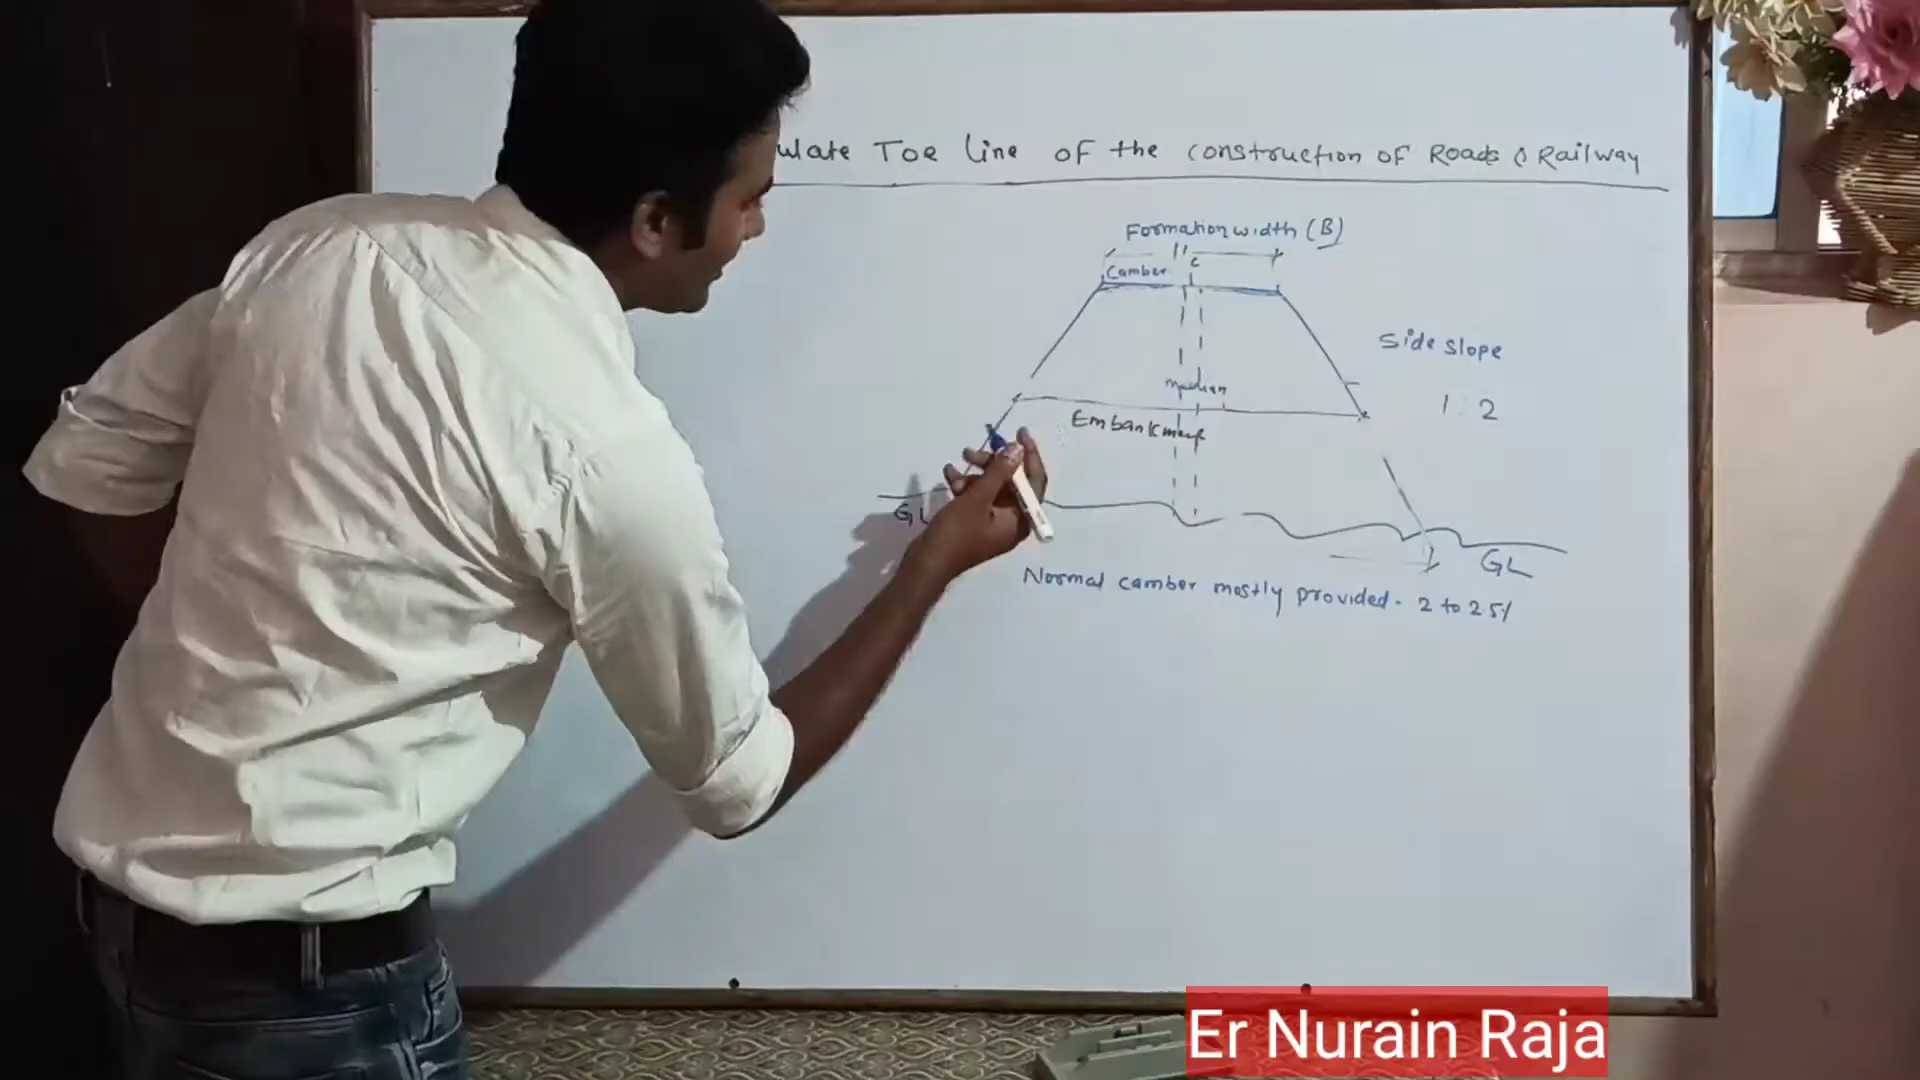 ulate Toe line of the construction of Roads & Railway
Formation width (B)
c
Camber
Side slope
1 : 2
Median
Embankment
GL
GL
Normal camber mostly provided - 2 to 2.5%
Er Nurain Raja